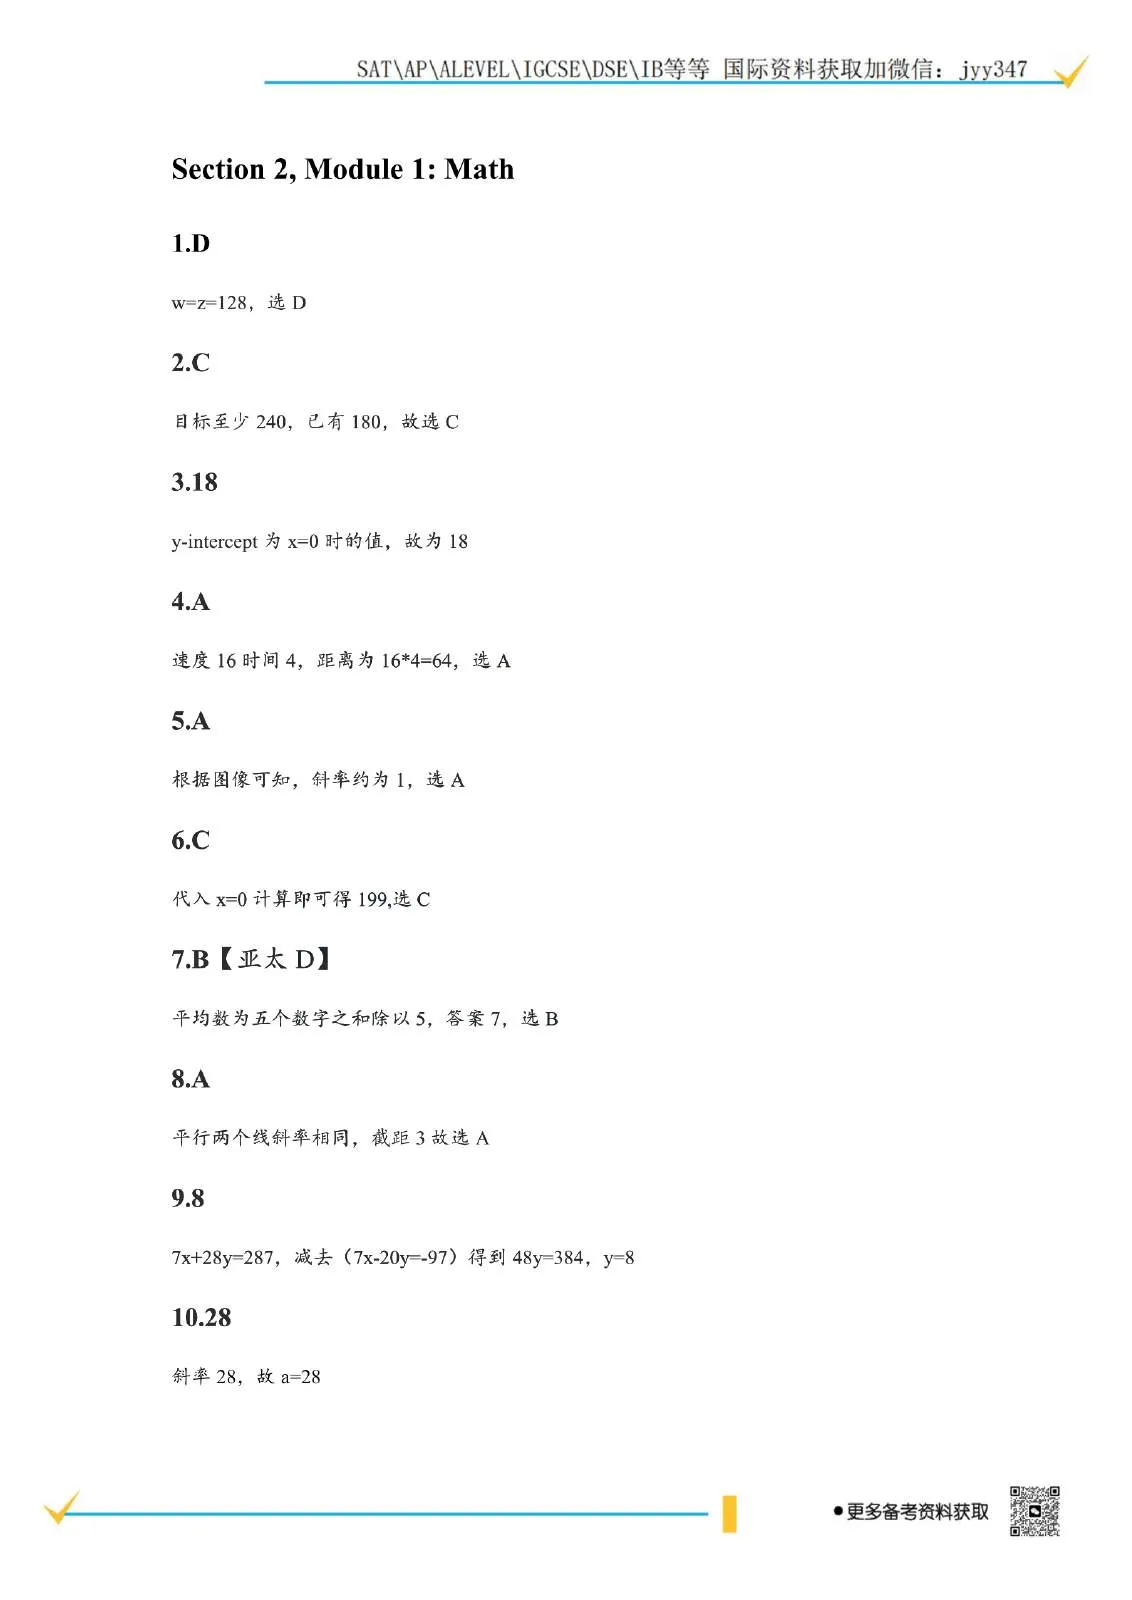 SAT\AP\ALEVEL\IGCSE\DSE\IB等等 国际资料获取加微信：jyy347
Section 2, Module 1: Math
1.D
w=z=128，选 D
2.C
目标至少 240，已有 180，故选 C
3.18
y-intercept 为 x=0 时的值，故为 18
4.A
速度 16 时间 4，距离为 16*4=64，选 A
5.A
根据图像可知，斜率约为 1，选 A
6.C
代入 x=0 计算即可得 199,选 C
7.B【亚太 D】
平均数为五个数字之和除以 5，答案 7，选 B
8.A
平行两个线斜率相同，截距 3 故选 A
9.8
7x+28y=287，减去（7x-20y=-97）得到 48y=384，y=8
10.28
斜率 28，故 a=28
●更多备考资料获取